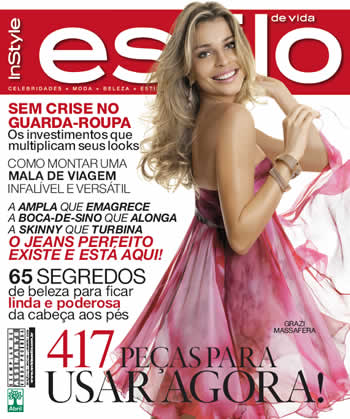 InStyle
estilo
de vida
CELEBRIDADES • MODA • BELEZA •
SEM CRISE NO
GUARDA-ROUPA
Os investimentos que
multiplicam seus looks
COMO MONTAR UMA
MALA DE VIAGEM
INFALÍVEL E VERSÁTIL
A AMPLA QUE EMAGRECE
A BOCA-DE-SINO QUE ALONGA
A SKINNY QUE TURBINA
O JEANS PERFEITO
EXISTE E ESTÁ AQUI!
65 SEGREDOS
de beleza para ficar
linda e poderosa
da cabeça aos pés
GRAZI
MASSAFERA
417 PEÇAS PARA
USAR AGORA!
Abril